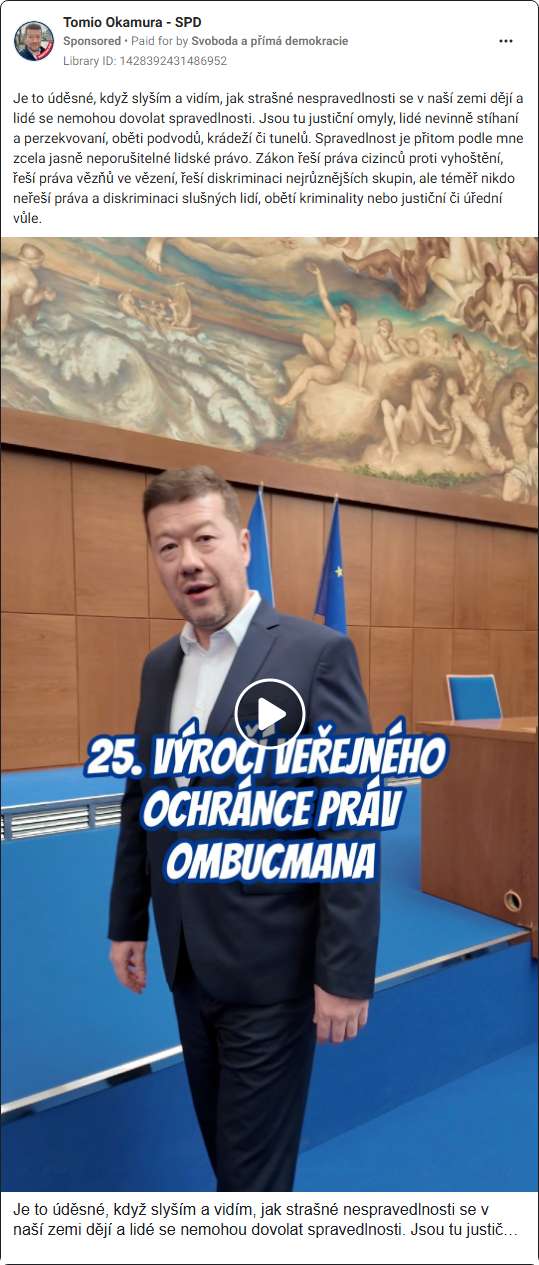 Tomio Okamura - SPD
Sponsored • Paid for by Svoboda a přímá demokracie
Library ID: 1428392431486952
Je to úděsné, když slyším a vidím, jak strašné nespravedlnosti se v naší zemi dějí a
lidé se nemohou dovolat spravedlnosti. Jsou tu justiční omyly, lidé nevinně stíhaní
a perzekvovaní, oběti podvodů, krádeží či tunelů. Spravedlnost je přitom podle mne
zcela jasně neporušitelné lidské právo. Zákon řeší práva cizinců proti vyhoštění,
řeší práva vězňů ve vězení, řeší diskriminaci nejrůznějších skupin, ale téměř nikdo
neřeší práva a diskriminaci slušných lidí, obětí kriminality nebo justiční či úřední
vůle.
25. VÝROČÍ VEŘEJNÉHO
OCHRÁNCE PRÁV
OMBUCMANA
Je to úděsné, když slyším a vidím, jak strašné nespravedlnosti se v
naší zemi dějí a lidé se nemohou dovolat spravedlnosti. Jsou tu justič...